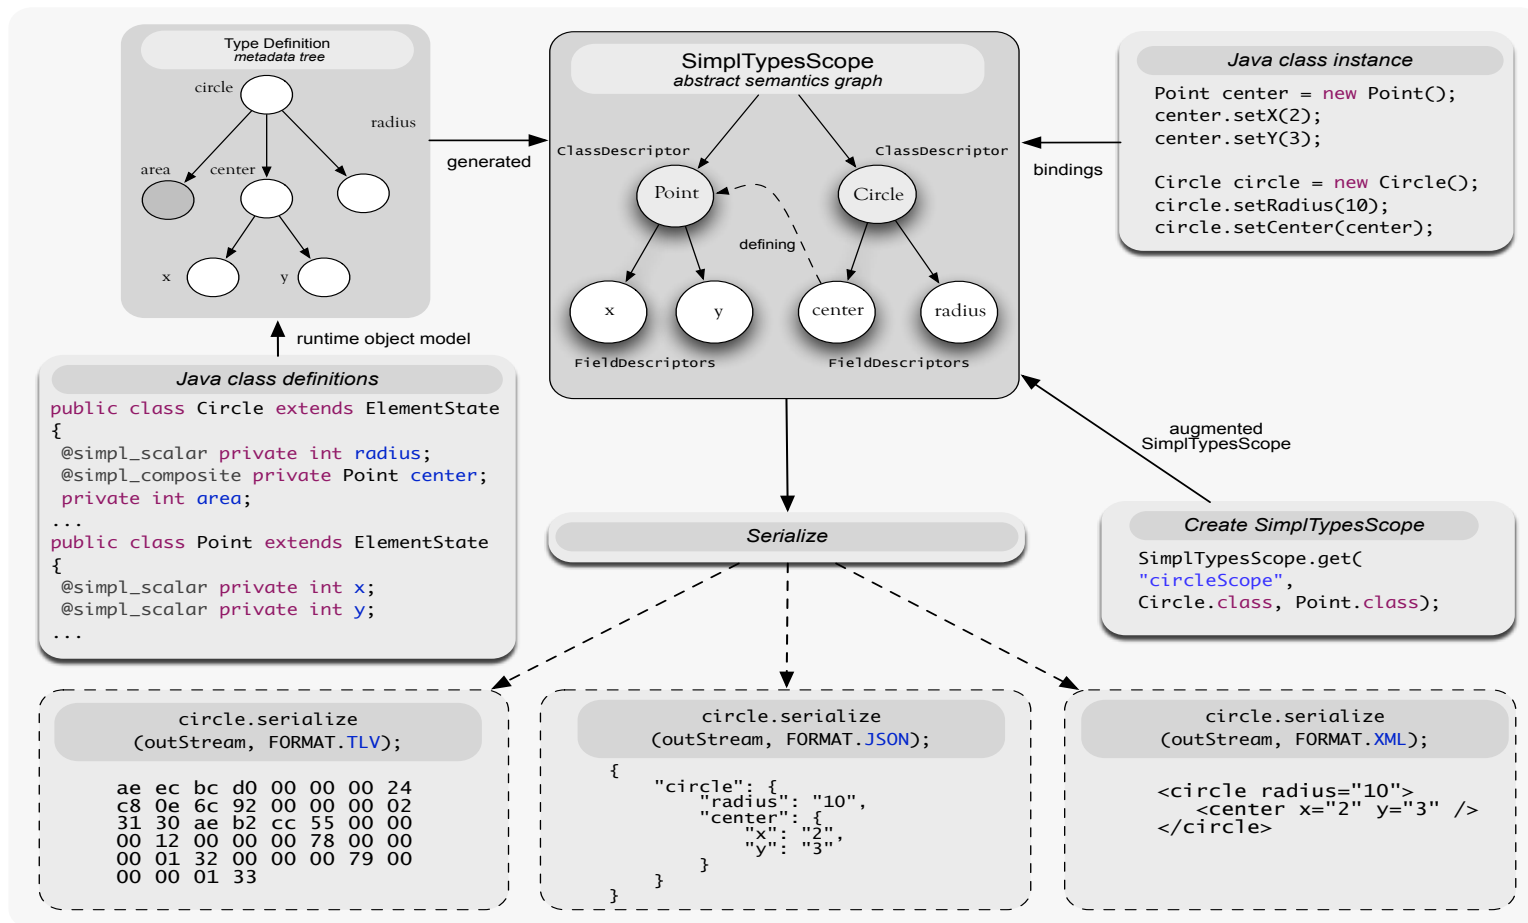 Type Definition
metadata tree
circle
radius
area
center
x
y
generated
SimplTypesScope
abstract semantics graph
ClassDescriptor
ClassDescriptor
Point
Circle
defining
x
y
center
radius
FieldDescriptors
FieldDescriptors
bindings
Java class instance
Point center = new Point();
center.setX(2);
center.setY(3);
Circle circle = new Circle();
circle.setRadius(10);
circle.setCenter(center);
runtime object model
Java class definitions
public class Circle extends ElementState
{
@simpl_scalar private int radius;
@simpl_composite private Point center;
private int area;
...
public class Point extends ElementState
{
@simpl_scalar private int x;
@simpl_scalar private int y;
...
augmented
SimplTypesScope
Create SimplTypesScope
SimplTypesScope.get(
"circleScope",
Circle.class, Point.class);
Serialize
circle.serialize
(outStream, FORMAT.TLV);
ae ec bc d0 00 00 00 24
c8 0e 6c 92 00 00 00 02
31 30 ae b2 cc 55 00 00
00 12 00 00 00 78 00 00
00 01 32 00 00 00 79 00
00 00 01 33
circle.serialize
(outStream, FORMAT.JSON);
{
"circle": {
"radius": "10",
"center": {
"x": "2",
"y": "3"
}
}
}
circle.serialize
(outStream, FORMAT.XML);
<circle radius="10">
<center x="2" y="3" />
</circle>